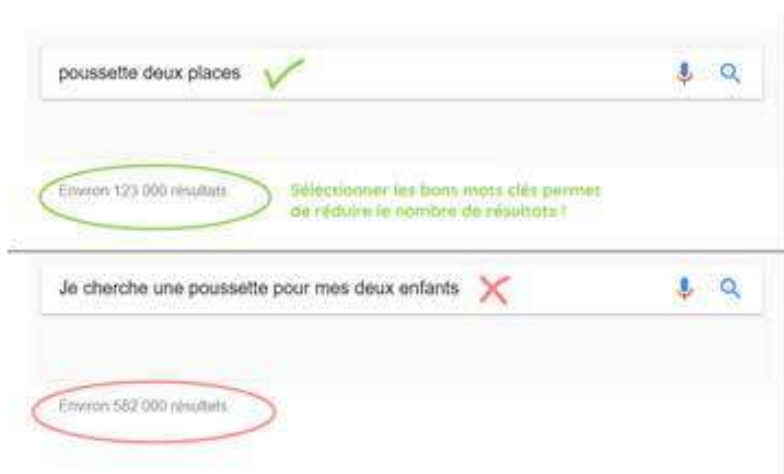 poussette deux places
Environ 123 000 résultats
Sélectionner les bons mots clés permet
de réduire le nombre de résultats !
Je cherche une poussette pour mes deux enfants
Environ 582 000 résultats